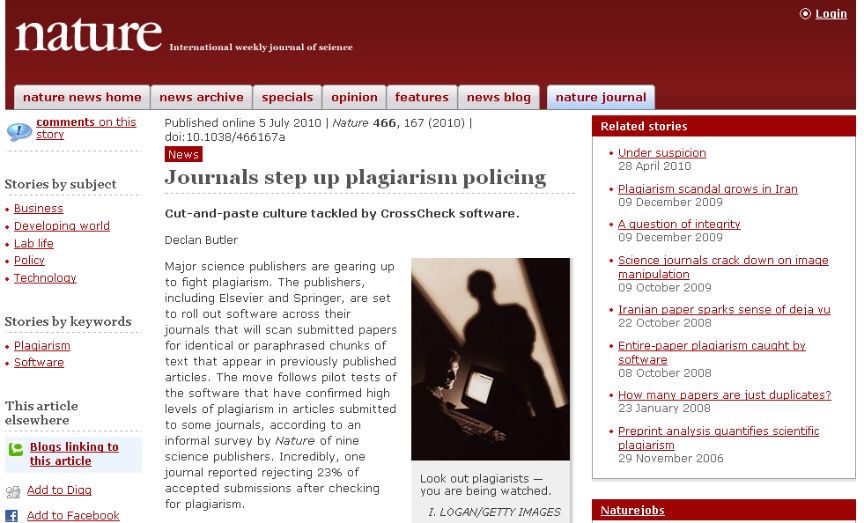 nature International weekly journal of science
Login
nature news home news archive specials opinion features news blog nature journal
comments on this
story
Stories by subject
Business
Developing world
Lab life
Policy
Technology
Stories by keywords
Plagiarism
Software
This article
elsewhere
Blogs linking to
this article
Add to Digg
Add to Facebook
Published online 5 July 2010 | Nature 466, 167 (2010) |
doi:10.1038/466167a
News
Journals step up plagiarism policing
Cut-and-paste culture tackled by CrossCheck software.
Declan Butler
Major science publishers are gearing up
to fight plagiarism. The publishers,
including Elsevier and Springer, are set
to roll out software across their
journals that will scan submitted papers
for identical or paraphrased chunks of
text that appear in previously published
articles. The move follows pilot tests of
the software that have confirmed high
levels of plagiarism in articles submitted
to some journals, according to an
informal survey by Nature of nine
science publishers. Incredibly, one
journal reported rejecting 23% of
accepted submissions after checking
for plagiarism.
Look out plagiarists —
you are being watched.
I. LOGAN/GETTY IMAGES
Related stories
Under suspicion
28 April 2010
Plagiarism scandal grows in Iran
09 December 2009
A question of integrity
09 December 2009
Science journals crack down on image
manipulation
09 October 2009
Iranian paper sparks sense of deja vu
22 October 2008
Entire-paper plagiarism caught by
software
08 October 2008
How many papers are just duplicates?
23 January 2008
Preprint analysis quantifies scientific
plagiarism
29 November 2006
Naturejobs